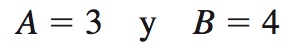 A = 3 y B = 4